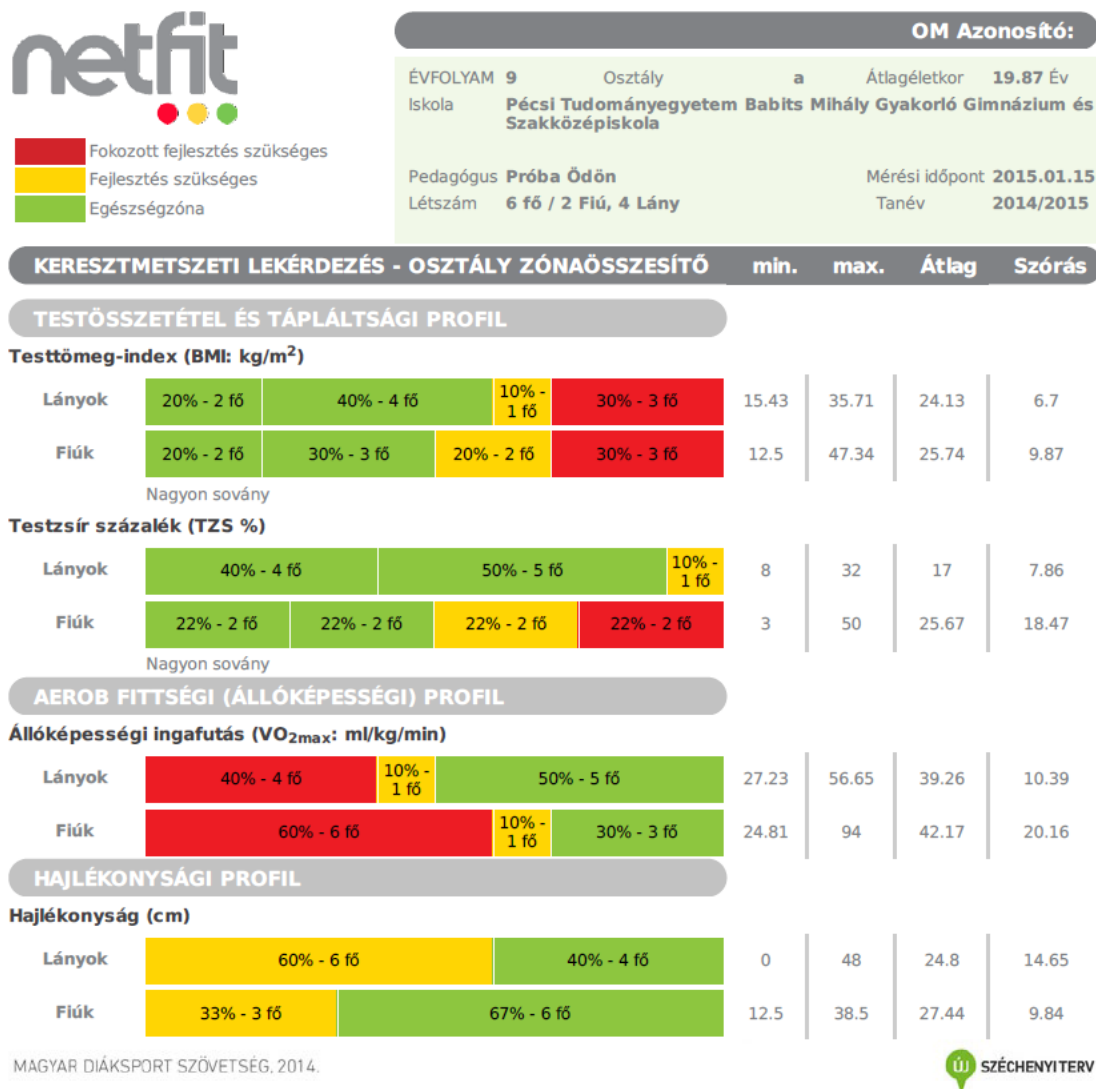 netfit
OM Azonosító:
ÉVFOLYAM 9 Osztály a Átlagéletkor 19.87 Év
Iskola Pécsi Tudományegyetem Babits Mihály Gyakorló Gimnázium és
Szakközépiskola
Fokozott fejlesztés szükséges
Fejlesztés szükséges
Egészségzóna
Pedagógus Próba Ödön Mérési időpont 2015.01.15
Létszám 6 fő / 2 Fiú, 4 Lány Tanév 2014/2015
KERESZTMETSZETI LEKÉRDEZÉS - OSZTÁLY ZÓNAÖSSZESÍTŐ min. max. Átlag Szórás
TESTÖSSZETÉTEL ÉS TÁPLÁLTSÁGI PROFIL
Testtömeg-index (BMI: kg/m²)
Lányok 20% - 2 fő 40% - 4 fő 10% - 1 fő 30% - 3 fő 15.43 35.71 24.13 6.7
Fiúk 20% - 2 fő 30% - 3 fő 20% - 2 fő 30% - 3 fő 12.5 47.34 25.74 9.87
Nagyon sovány
Testzsír százalék (TZS %)
Lányok 40% - 4 fő 50% - 5 fő 10% - 1 fő 8 32 17 7.86
Fiúk 22% - 2 fő 22% - 2 fő 22% - 2 fő 22% - 2 fő 3 50 25.67 18.47
Nagyon sovány
AEROB FITTSÉGI (ÁLLÓKÉPESSÉGI) PROFIL
Állóképességi ingafutás (VO₂max: ml/kg/min)
Lányok 40% - 4 fő 10% - 1 fő 50% - 5 fő 27.23 56.65 39.26 10.39
Fiúk 60% - 6 fő 10% - 1 fő 30% - 3 fő 24.81 94 42.17 20.16
HAJLÉKONYSÁGI PROFIL
Hajlékonyság (cm)
Lányok 60% - 6 fő 40% - 4 fő 0 48 24.8 14.65
Fiúk 33% - 3 fő 67% - 6 fő 12.5 38.5 27.44 9.84
MAGYAR DIÁKSPORT SZÖVETSÉG, 2014.
ÚJ SZÉCHENYI TERV